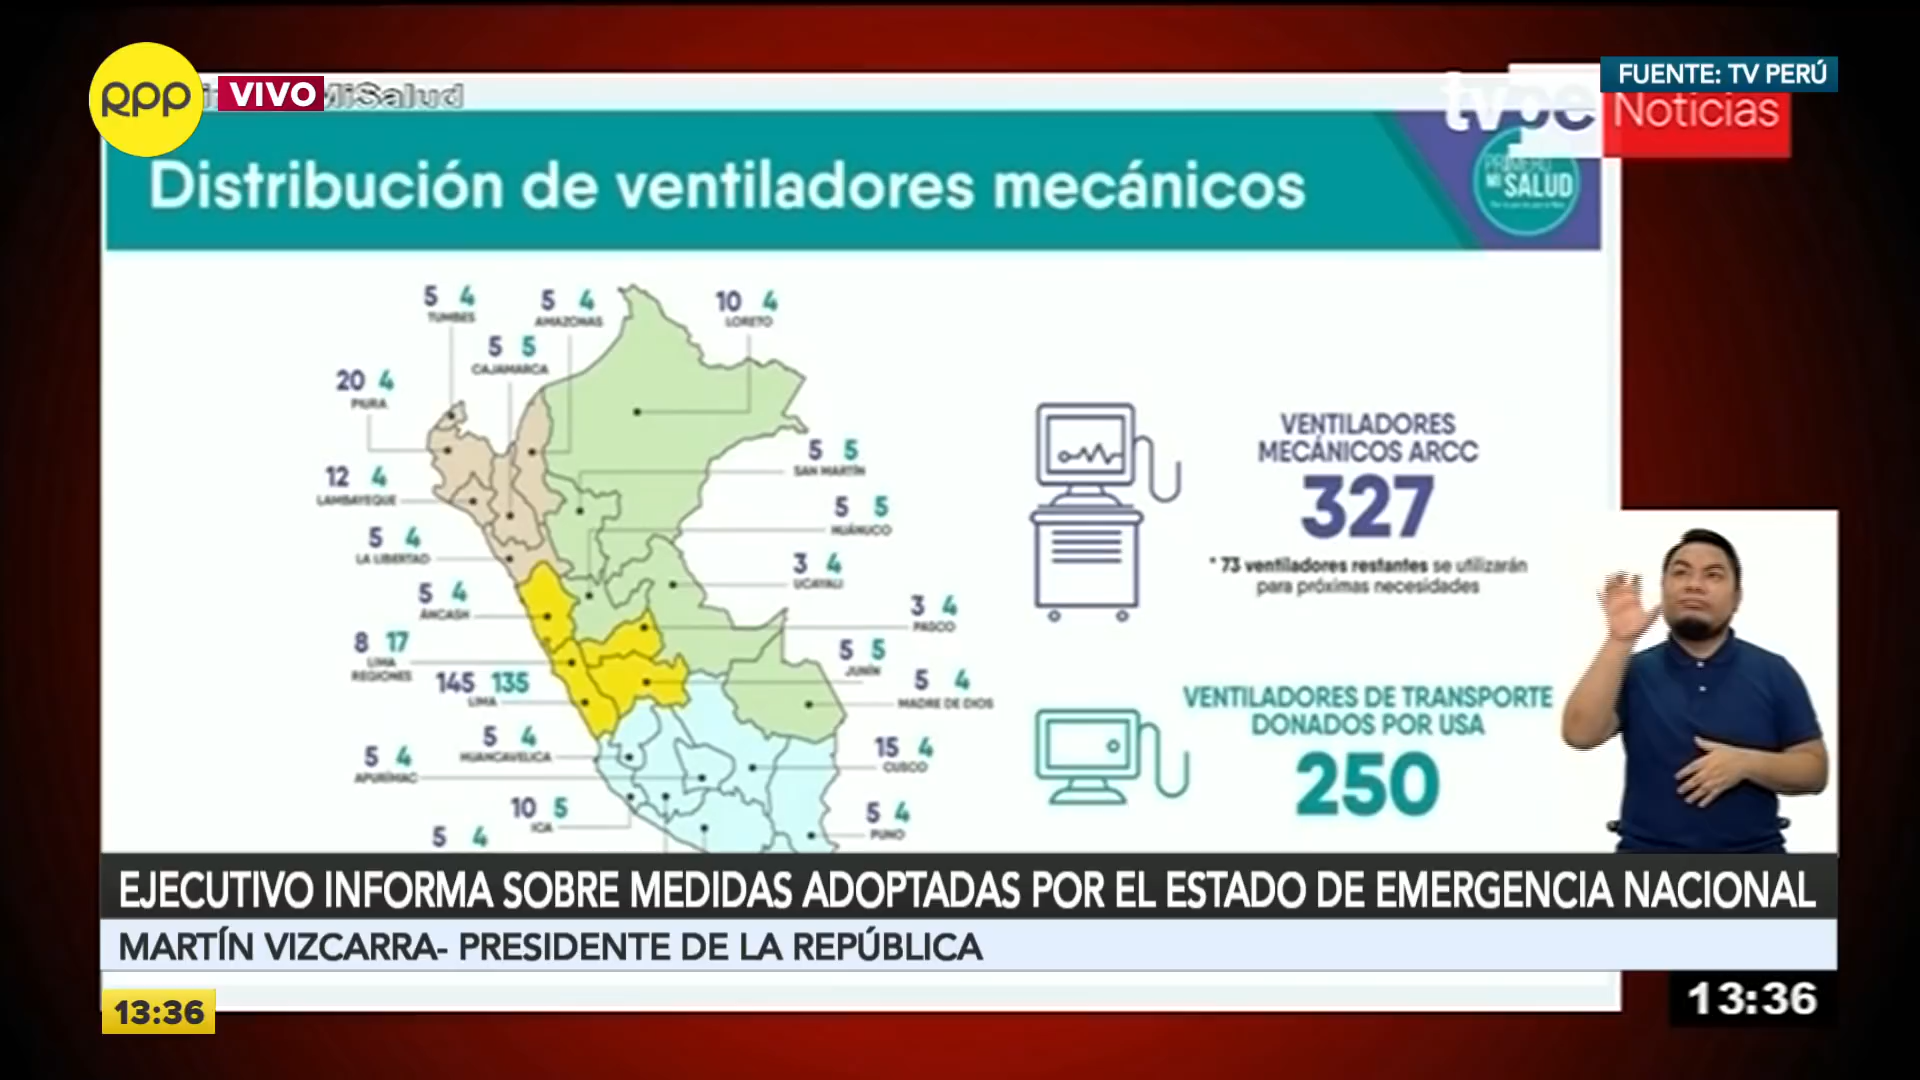 rpp
VIVO
MiSalud
FUENTE: TV PERÚ
tvpe
Noticias
Distribución de ventiladores mecánicos
PRIMERO
MI SALUD
5 4
TUMBES
5 4
AMAZONAS
10 4
LORETO
5 5
CAJAMARCA
20 4
PIURA
12 4
LAMBAYEQUE
5 5
SAN MARTÍN
5 5
HUÁNUCO
5 4
LA LIBERTAD
3 4
UCAYALI
5 4
ÁNCASH
3 4
PASCO
8 17
LIMA
REGIONES
5 5
JUNÍN
145 135
LIMA
5 4
MADRE DE DIOS
5 4
HUANCAVELICA
15 4
CUSCO
5 4
APURÍMAC
10 5
ICA
5 4
PUNO
5 4
VENTILADORES
MECÁNICOS ARCC
327
* 73 ventiladores restantes se utilizarán
para próximas necesidades
VENTILADORES DE TRANSPORTE
DONADOS POR USA
250
EJECUTIVO INFORMA SOBRE MEDIDAS ADOPTADAS POR EL ESTADO DE EMERGENCIA NACIONAL
MARTÍN VIZCARRA- PRESIDENTE DE LA REPÚBLICA
13:36
13:36